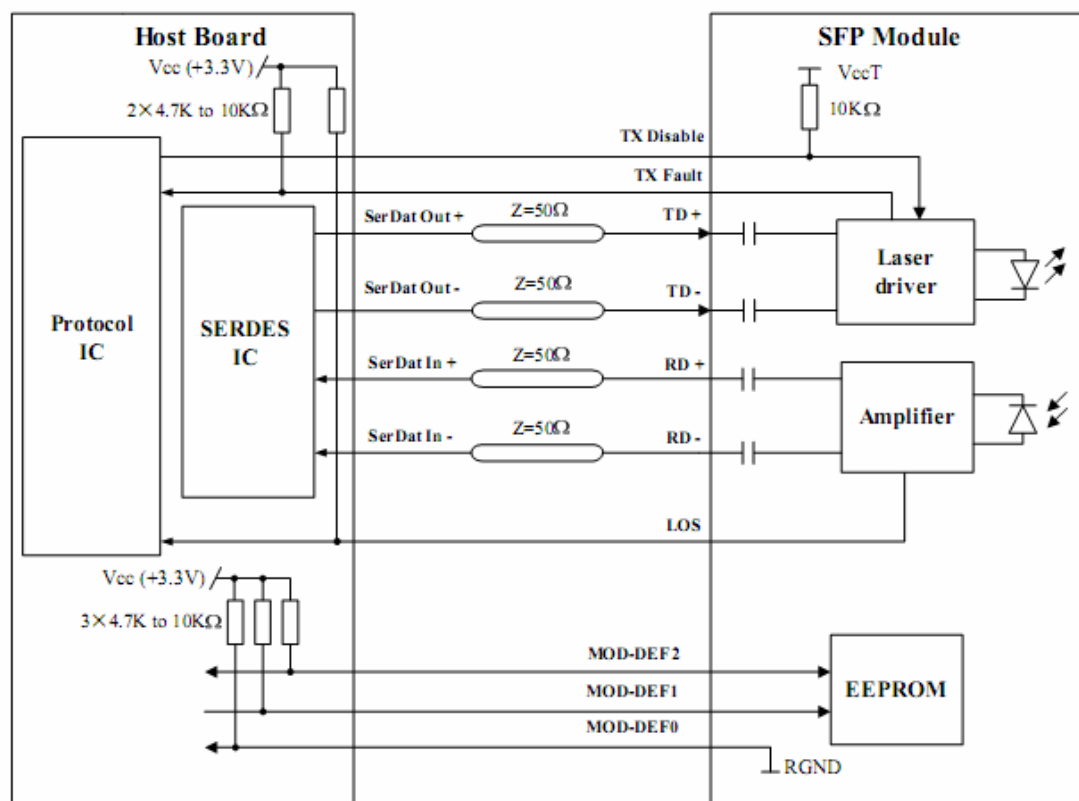 Host Board
SFP Module
Vcc (+3.3V)
VccT
2×4.7K to 10KΩ
10KΩ
TX Disable
TX Fault
SerDat Out +
Z=50Ω
TD +
Laser
driver
SerDat Out -
Z=50Ω
TD -
Protocol
IC
SERDES
IC
SerDat In +
Z=50Ω
RD +
Amplifier
SerDat In -
Z=50Ω
RD -
LOS
Vcc (+3.3V)
3×4.7K to 10KΩ
MOD-DEF2
EEPROM
MOD-DEF1
MOD-DEF0
RGND